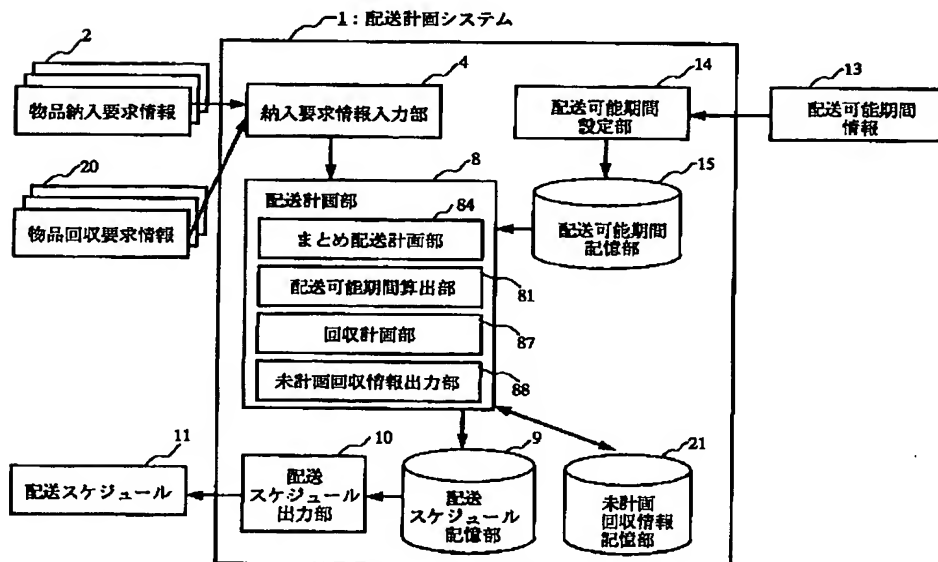 1：配送計画システム
2
物品納入要求情報
4
納入要求情報入力部
14
配送可能期間
設定部
13
配送可能期間
情報
20
物品回収要求情報
8
配送計画部
84
まとめ配送計画部
配送可能期間算出部
81
回収計画部
87
未計画回収情報出力部
88
15
配送可能期間
記憶部
11
配送スケジュール
10
配送
スケジュール
出力部
9
配送
スケジュール
記憶部
21
未計画
回収情報
記憶部